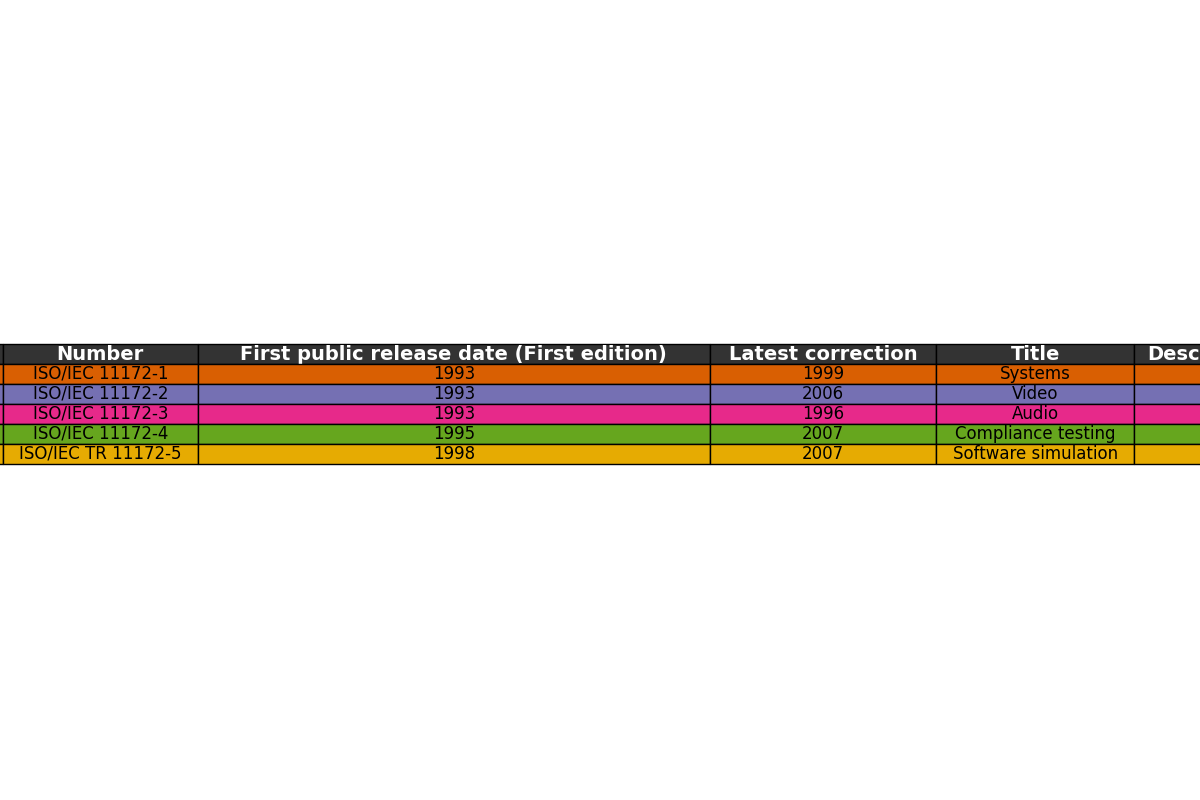 Number First public release date (First edition) Latest correction Title Desc
ISO/IEC 11172-1 1993 1999 Systems
ISO/IEC 11172-2 1993 2006 Video
ISO/IEC 11172-3 1993 1996 Audio
ISO/IEC 11172-4 1995 2007 Compliance testing
ISO/IEC TR 11172-5 1998 2007 Software simulation